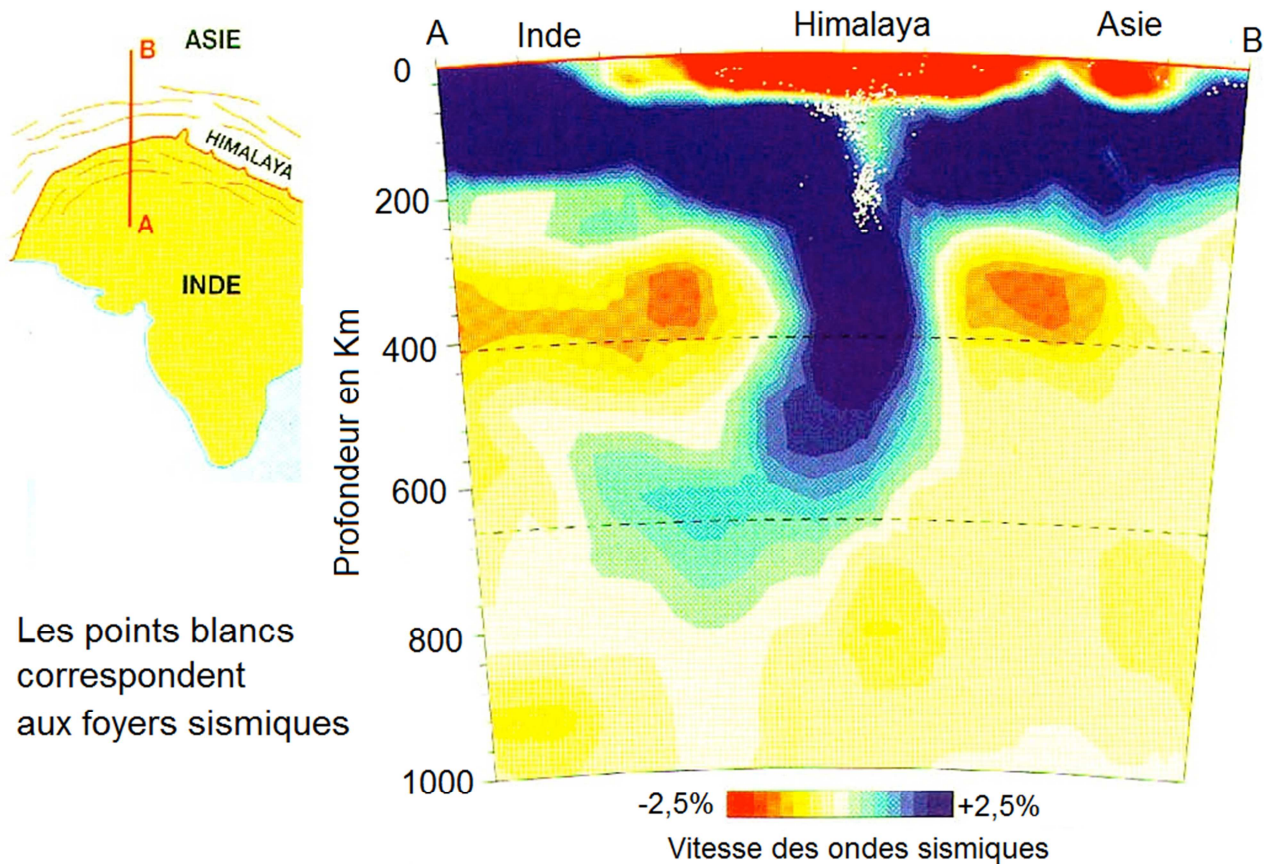 A
Inde
Himalaya
Asie
B
B
ASIE
HIMALAYA
A
INDE
0
200
400
600
800
1000
Profondeur en Km
Les points blancs
correspondent
aux foyers sismiques
-2,5%
+2,5%
Vitesse des ondes sismiques